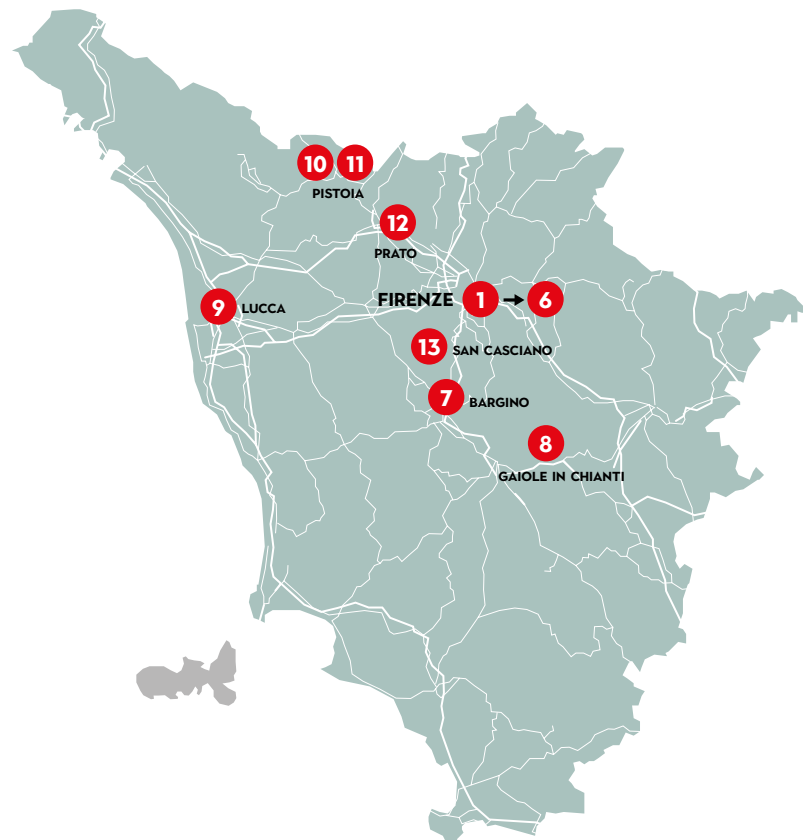 10 11
PISTOIA
12
PRATO
FIRENZE 1 → 6
9 LUCCA
13 SAN CASCIANO
7 BARGINO
8
GAIOLE IN CHIANTI